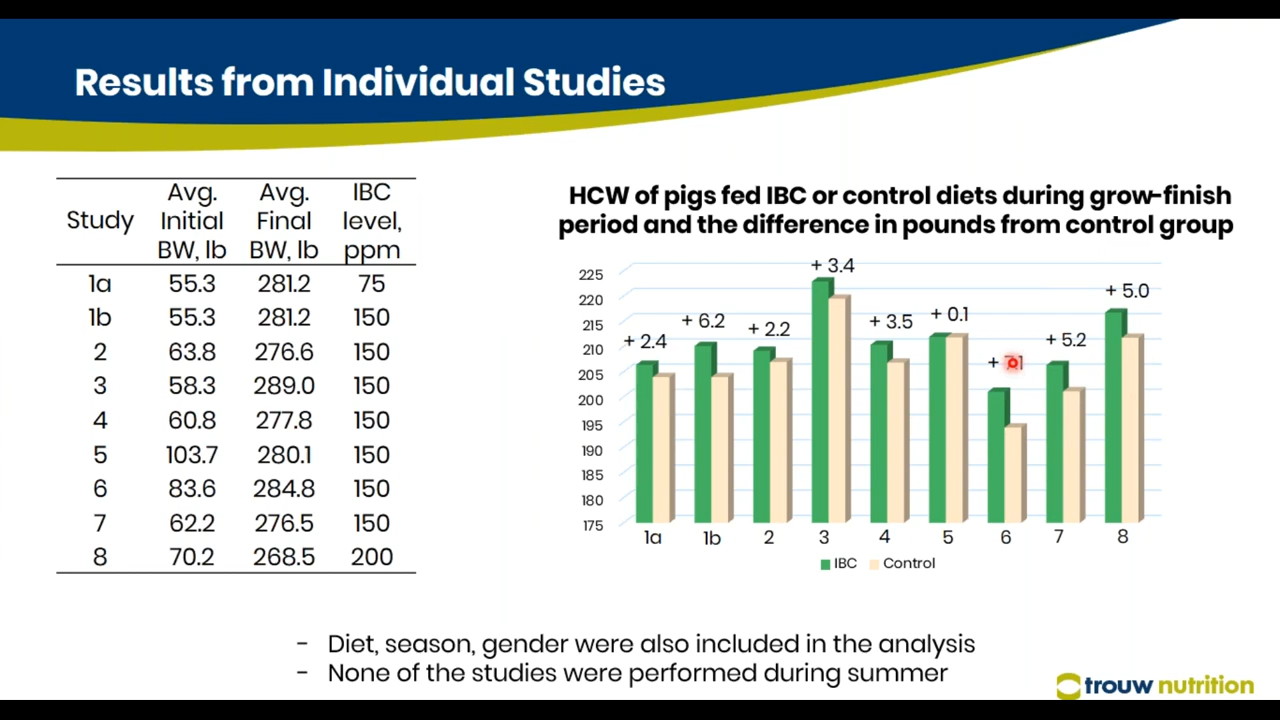 Results from Individual Studies
Study Avg. Initial BW, lb Avg. Final BW, lb IBC level, ppm
1a 55.3 281.2 75
1b 55.3 281.2 150
2 63.8 276.6 150
3 58.3 289.0 150
4 60.8 277.8 150
5 103.7 280.1 150
6 83.6 284.8 150
7 62.2 276.5 150
8 70.2 268.5 200
HCW of pigs fed IBC or control diets during grow-finish
period and the difference in pounds from control group
225
220
215
210
205
200
195
190
185
180
175
+ 2.4
+ 6.2
+ 2.2
+ 3.4
+ 3.5
+ 0.1
+
+ 5.2
+ 5.0
1a 1b 2 3 4 5 6 7 8
IBC Control
- Diet, season, gender were also included in the analysis
- None of the studies were performed during summer
trouw nutrition